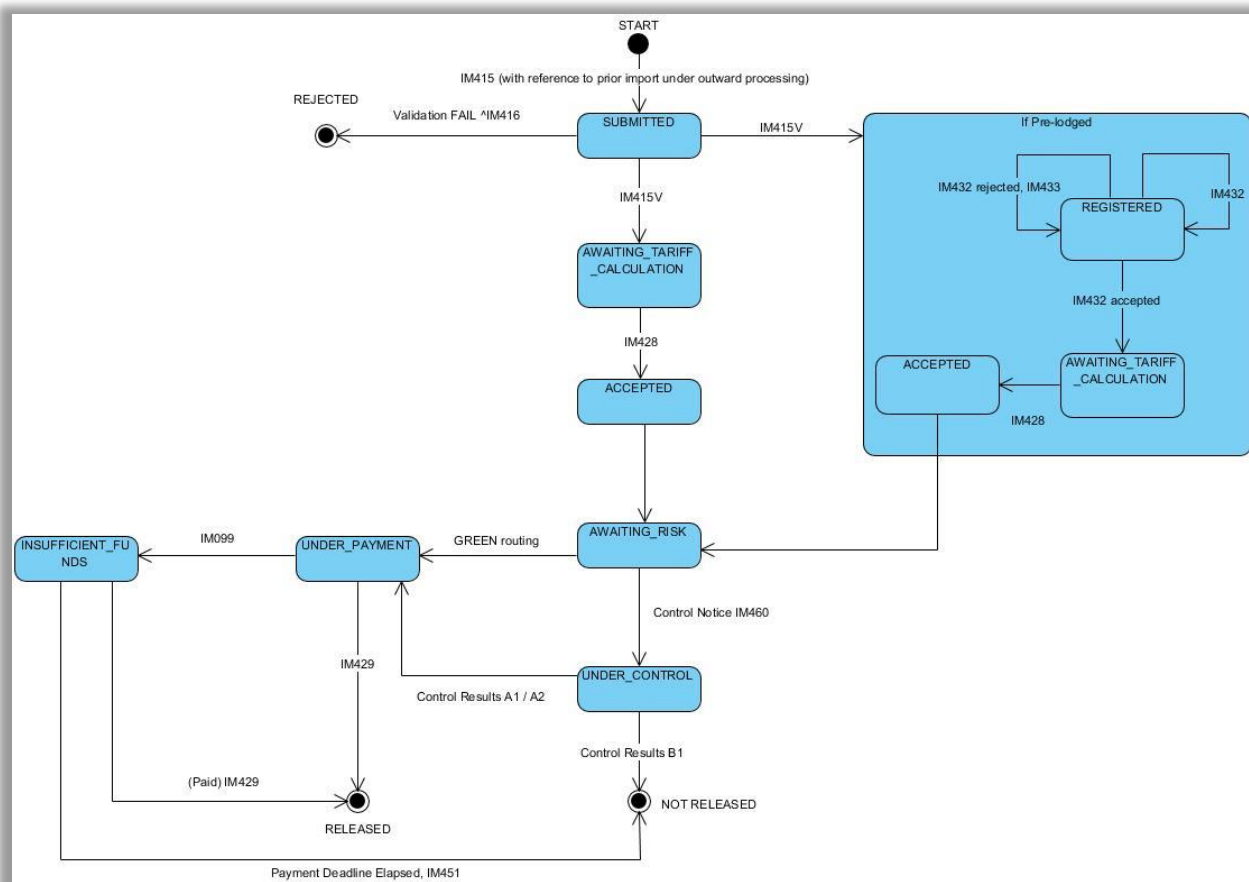 START
IM415 (with reference to prior import under outward processing)
REJECTED
Validation FAIL ^IM416
SUBMITTED
IM415V
If Pre-lodged
IM432 rejected, IM433
IM432
REGISTERED
IM415V
AWAITING_TARIFF
_CALCULATION
IM432 accepted
IM428
ACCEPTED
AWAITING_TARIFF
_CALCULATION
ACCEPTED
IM428
INSUFFICIENT_FU
NDS
IM099
UNDER_PAYMENT
GREEN routing
AWAITING_RISK
Control Notice IM460
IM429
UNDER_CONTROL
Control Results A1 / A2
Control Results B1
(Paid) IM429
NOT RELEASED
RELEASED
Payment Deadline Elapsed, IM451